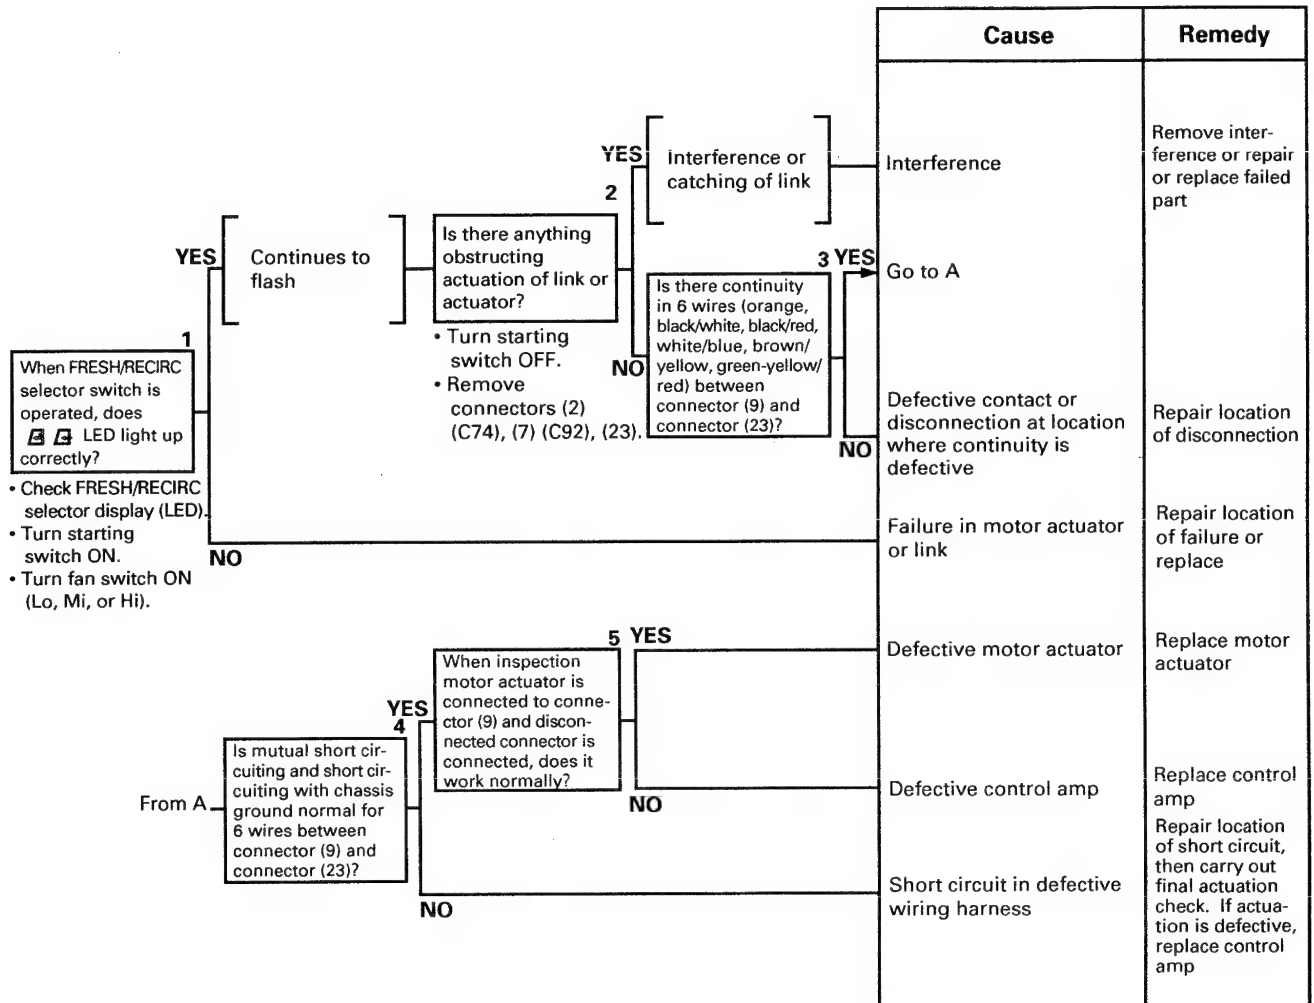 Cause
Remedy
YES
Interference or
catching of link
Interference
Remove inter-
ference or repair
or replace failed
part
2
YES
Continues to
flash
Is there anything
obstructing
actuation of link or
actuator?
• Turn starting
switch OFF.
• Remove
connectors (2)
(C74), (7) (C92), (23).
NO
3 YES
Go to A
Is there continuity
in 6 wires (orange,
black/white, black/red,
white/blue, brown/
yellow, green-yellow/
red) between
connector (9) and
connector (23)?
NO
Defective contact or
disconnection at location
where continuity is
defective
Repair location
of disconnection
1
When FRESH/RECIRC
selector switch is
operated, does
LED light up
correctly?
• Check FRESH/RECIRC
selector display (LED).
• Turn starting
switch ON.
• Turn fan switch ON
(Lo, Mi, or Hi).
NO
Failure in motor actuator
or link
Repair location
of failure or
replace
5 YES
When inspection
motor actuator is
connected to conne-
ctor (9) and discon-
nected connector is
connected, does it
work normally?
Defective motor actuator
Replace motor
actuator
NO
Defective control amp
Replace control
amp
YES
4
From A
Is mutual short cir-
cuiting and short cir-
cuiting with chassis
ground normal for
6 wires between
connector (9) and
connector (23)?
NO
Short circuit in defective
wiring harness
Repair location
of short circuit,
then carry out
final actuation
check. If actua-
tion is defective,
replace control
amp